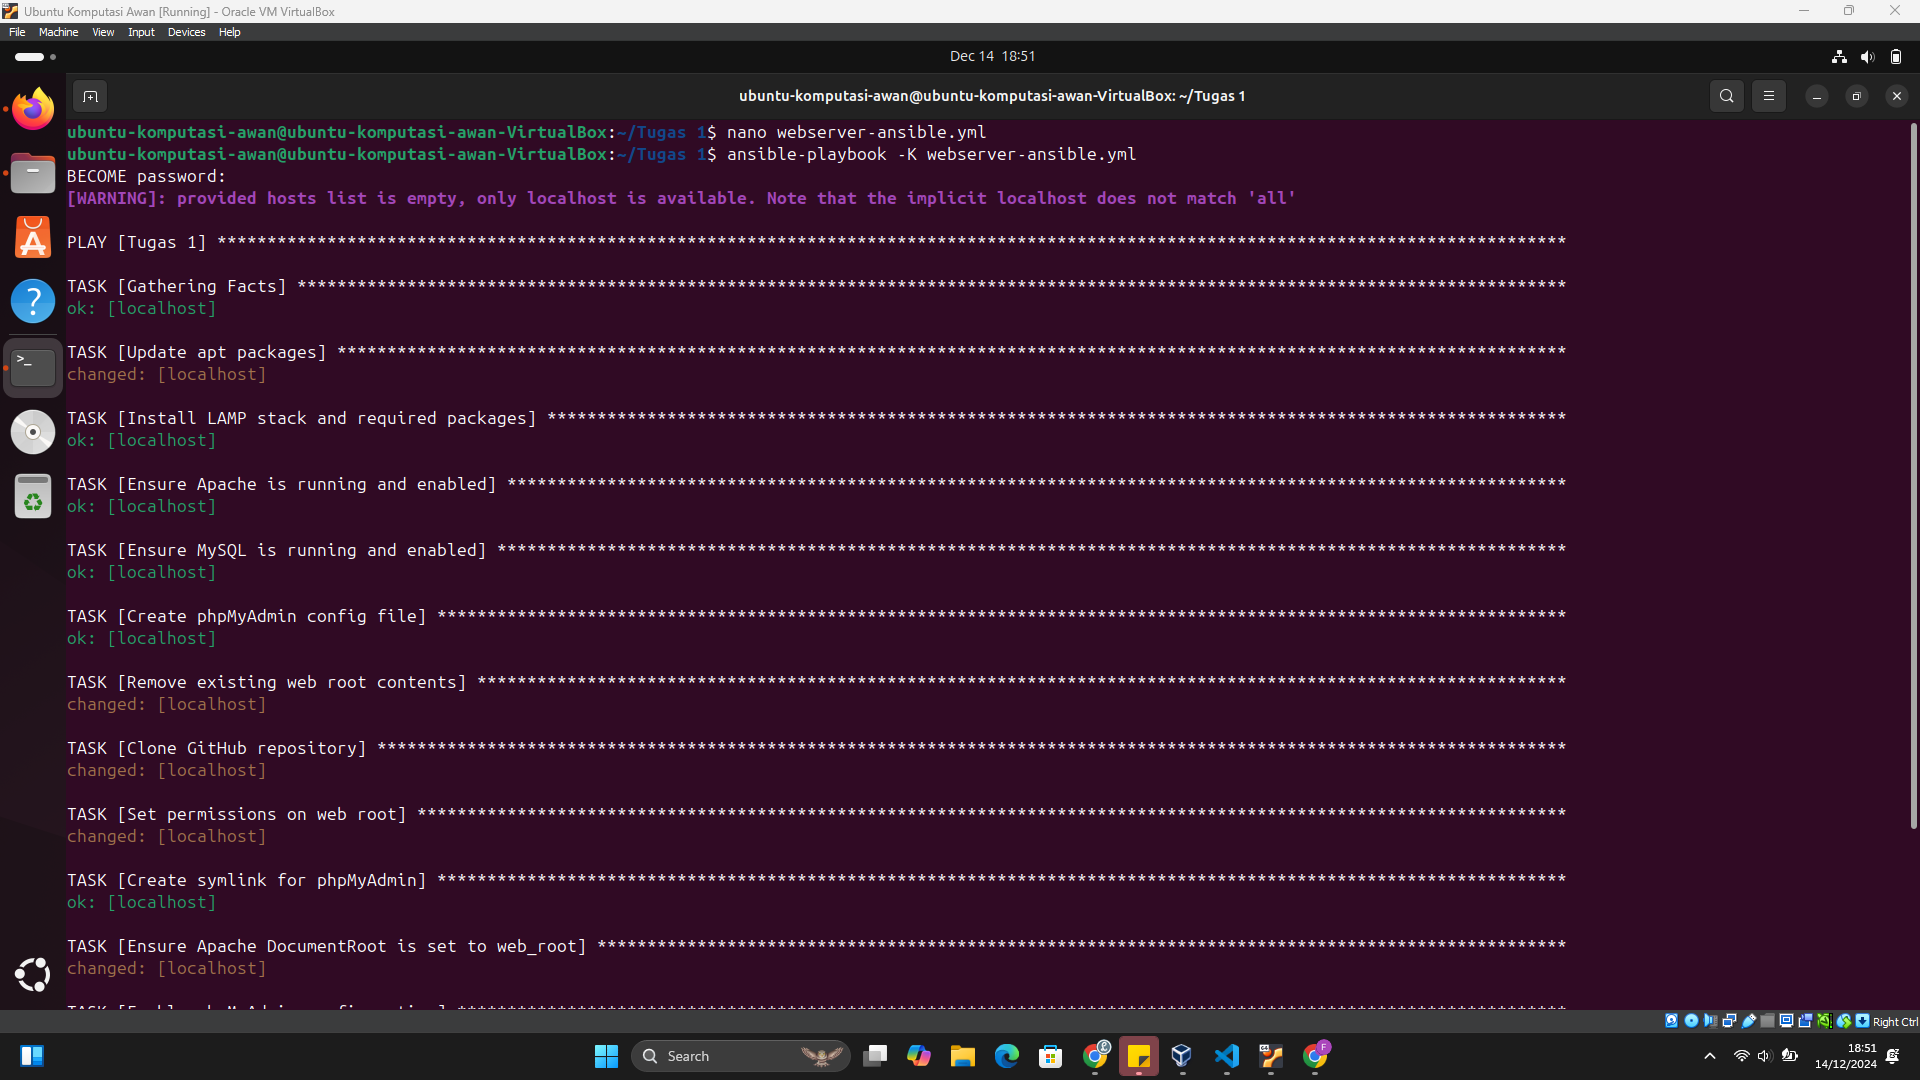 Ubuntu Komputasi Awan [Running] - Oracle VM VirtualBox
File Machine View Input Devices Help
Dec 14 18:51
ubuntu-komputasi-awan@ubuntu-komputasi-awan-VirtualBox: ~/Tugas 1
ubuntu-komputasi-awan@ubuntu-komputasi-awan-VirtualBox:~/Tugas 1$ nano webserver-ansible.yml
ubuntu-komputasi-awan@ubuntu-komputasi-awan-VirtualBox:~/Tugas 1$ ansible-playbook -K webserver-ansible.yml
BECOME password:
[WARNING]: provided hosts list is empty, only localhost is available. Note that the implicit localhost does not match 'all'
PLAY [Tugas 1] ***************************************************************************************************************************************
TASK [Gathering Facts] *******************************************************************************************************************************
ok: [localhost]
TASK [Update apt packages] ***************************************************************************************************************************
changed: [localhost]
TASK [Install LAMP stack and required packages] ******************************************************************************************************
ok: [localhost]
TASK [Ensure Apache is running and enabled] **********************************************************************************************************
ok: [localhost]
TASK [Ensure MySQL is running and enabled] ***********************************************************************************************************
ok: [localhost]
TASK [Create phpMyAdmin config file] *****************************************************************************************************************
ok: [localhost]
TASK [Remove existing web root contents] *************************************************************************************************************
changed: [localhost]
TASK [Clone GitHub repository] ***********************************************************************************************************************
changed: [localhost]
TASK [Set permissions on web root] *******************************************************************************************************************
changed: [localhost]
TASK [Create symlink for phpMyAdmin] *****************************************************************************************************************
ok: [localhost]
TASK [Ensure Apache DocumentRoot is set to web_root] *************************************************************************************************
changed: [localhost]
Right Ctrl
Search
18:51
14/12/2024